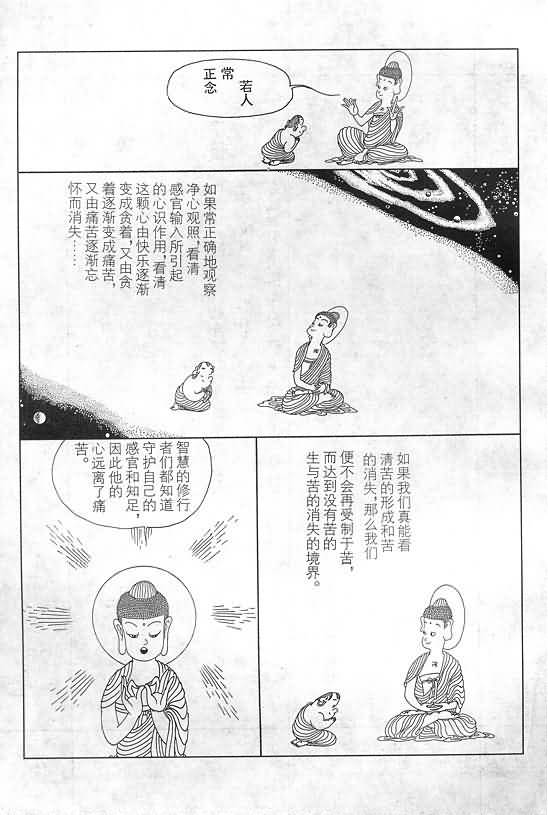 若人
常
正念
如果常正确地观察
净心观照,看清
感官输入所引起
的心识作用,看清
这颗心由快乐逐渐
变成贪着,又由贪
着逐渐变成痛苦,
又由痛苦逐渐忘
怀而消失……
如果我们真能看
清苦的形成和苦
的消失,那么我们
便不会再受制于苦,
而达到没有苦的
生与苦的消失的境界。
智慧的修行
者们都知道
守护自己的
感官和知足,
因此他的
心远离了痛
苦。